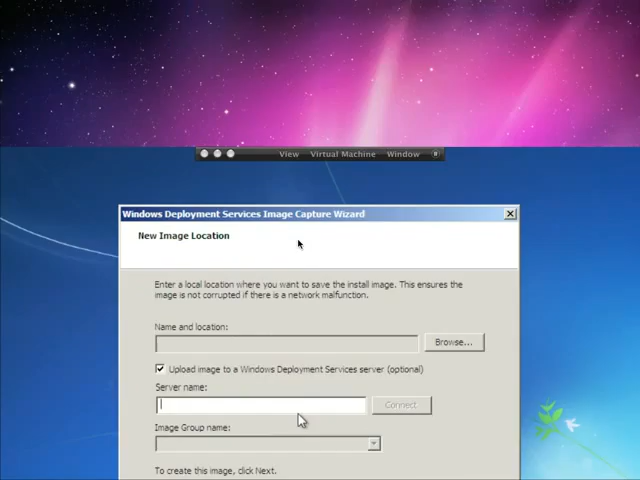 View Virtual Machine Window
Windows Deployment Services Image Capture Wizard
New Image Location
Enter a local location where you want to save the install image. This ensures the
image is not corrupted if there is a network malfunction.
Name and location:
Browse...
Upload image to a Windows Deployment Services server (optional)
Server name:
Connect
Image Group name:
To create this image, click Next.